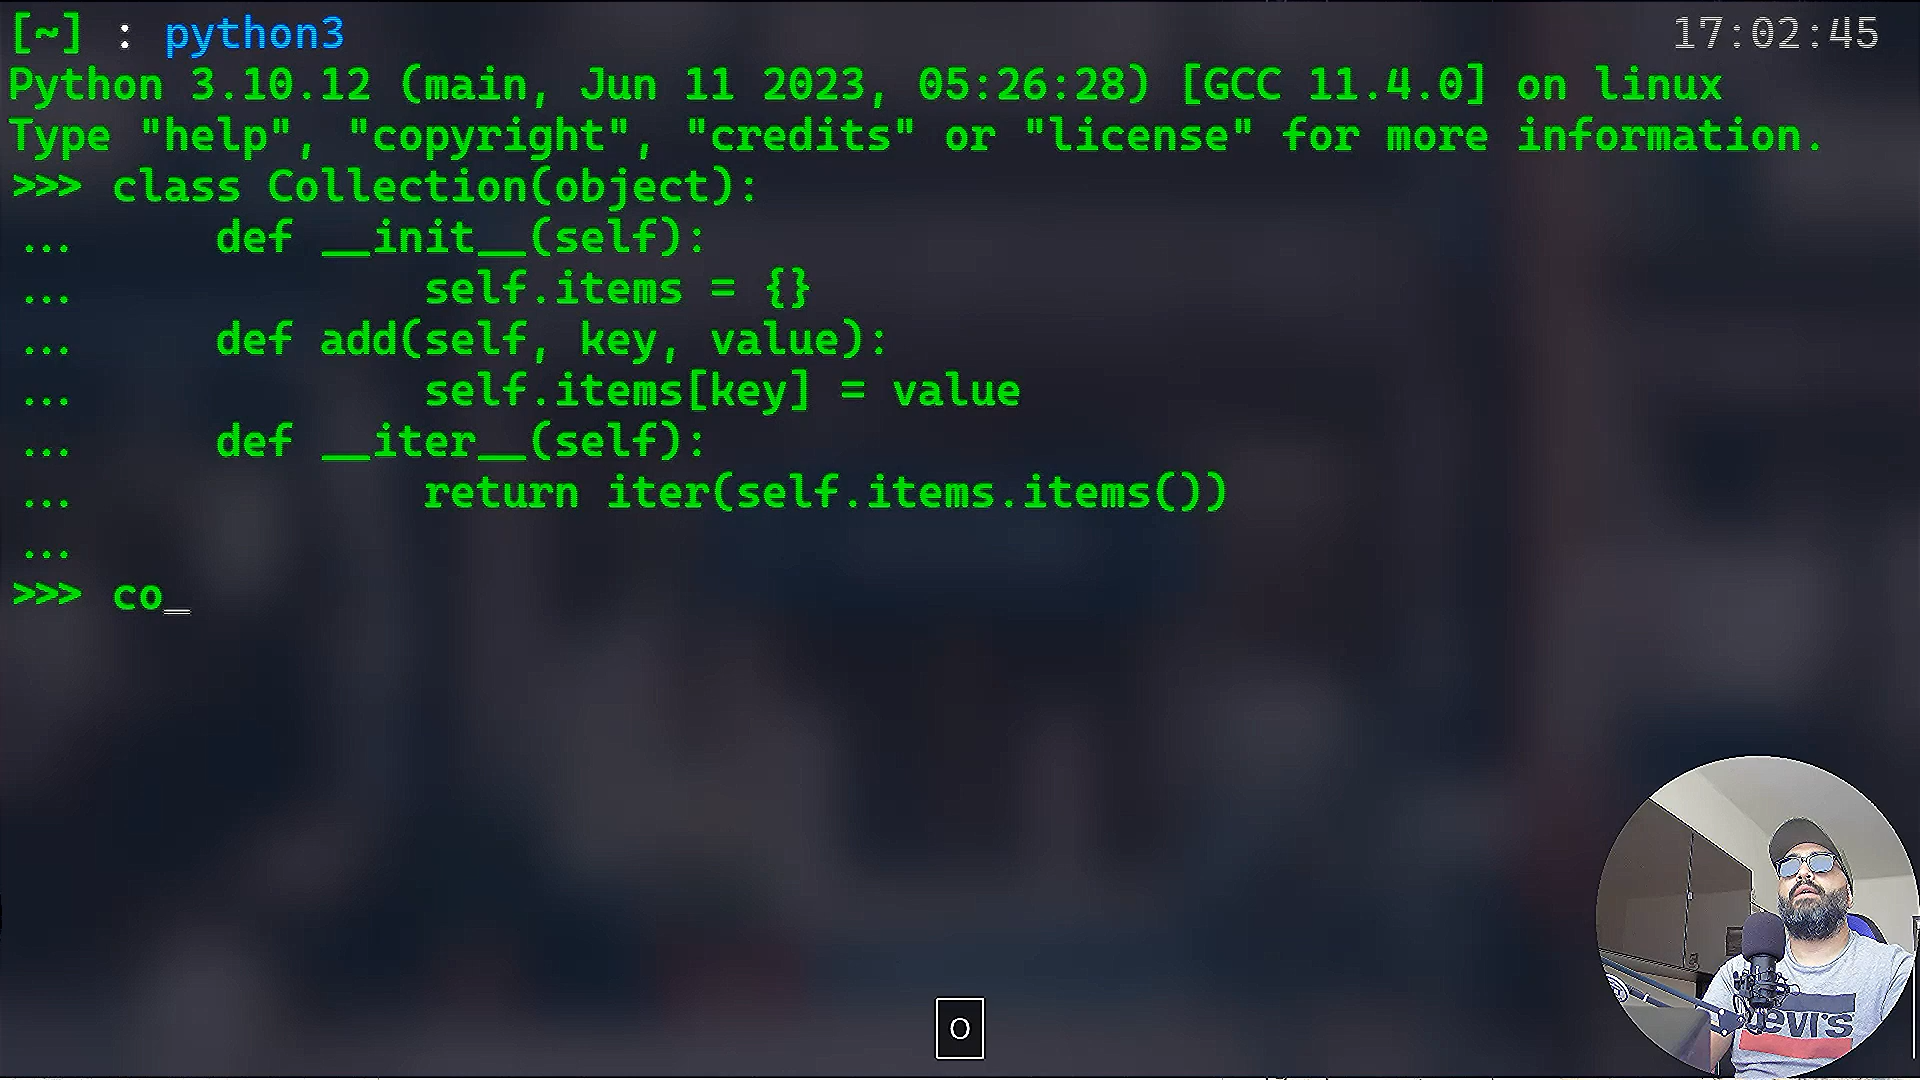 [~] : python3 17:02:45
Python 3.10.12 (main, Jun 11 2023, 05:26:28) [GCC 11.4.0] on linux
Type "help", "copyright", "credits" or "license" for more information.
>>> class Collection(object):
...     def __init__(self):
...             self.items = {}
...     def add(self, key, value):
...             self.items[key] = value
...     def __iter__(self):
...             return iter(self.items.items())
...
>>> co_
o
Levi's